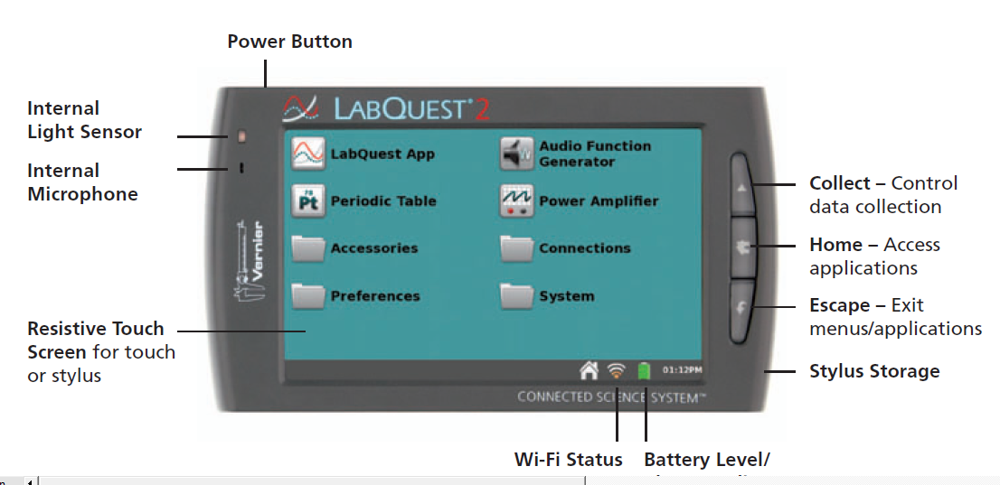 Power Button
Internal
Light Sensor
Internal
Microphone
Resistive Touch
Screen for touch
or stylus
LABQUEST® 2
LabQuest App
Audio Function
Generator
78
Pt
Periodic Table
Power Amplifier
Accessories
Connections
Preferences
System
Vernier
01:12PM
CONNECTED SCIENCE SYSTEM™
Collect – Control
data collection
Home – Access
applications
Escape – Exit
menus/applications
Stylus Storage
Wi-Fi Status
Battery Level/